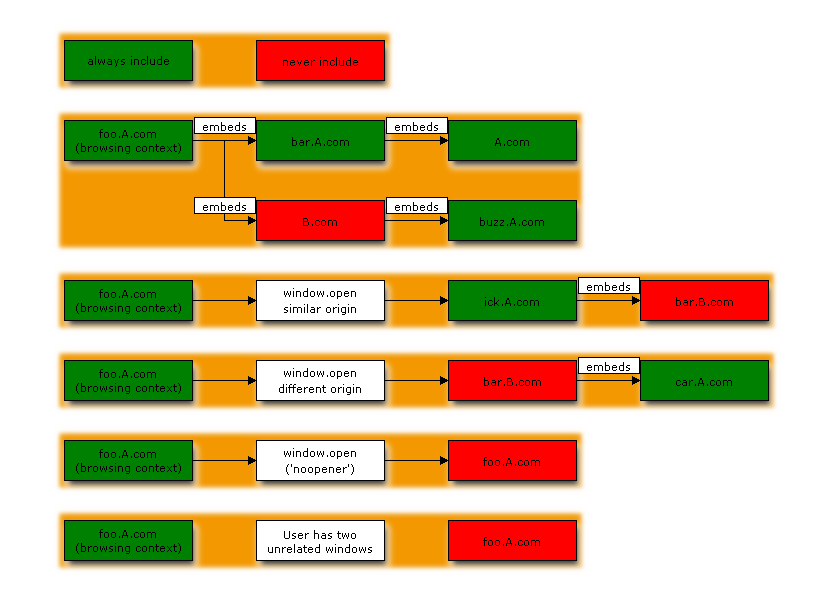 always include
never include
foo.A.com
(browsing context)
embeds
bar.A.com
embeds
A.com
embeds
B.com
embeds
buzz.A.com
foo.A.com
(browsing context)
window.open
similar origin
ick.A.com
embeds
bar.B.com
foo.A.com
(browsing context)
window.open
different origin
bar.B.com
embeds
car.A.com
foo.A.com
(browsing context)
window.open
('noopener')
foo.A.com
foo.A.com
(browsing context)
User has two
unrelated windows
foo.A.com